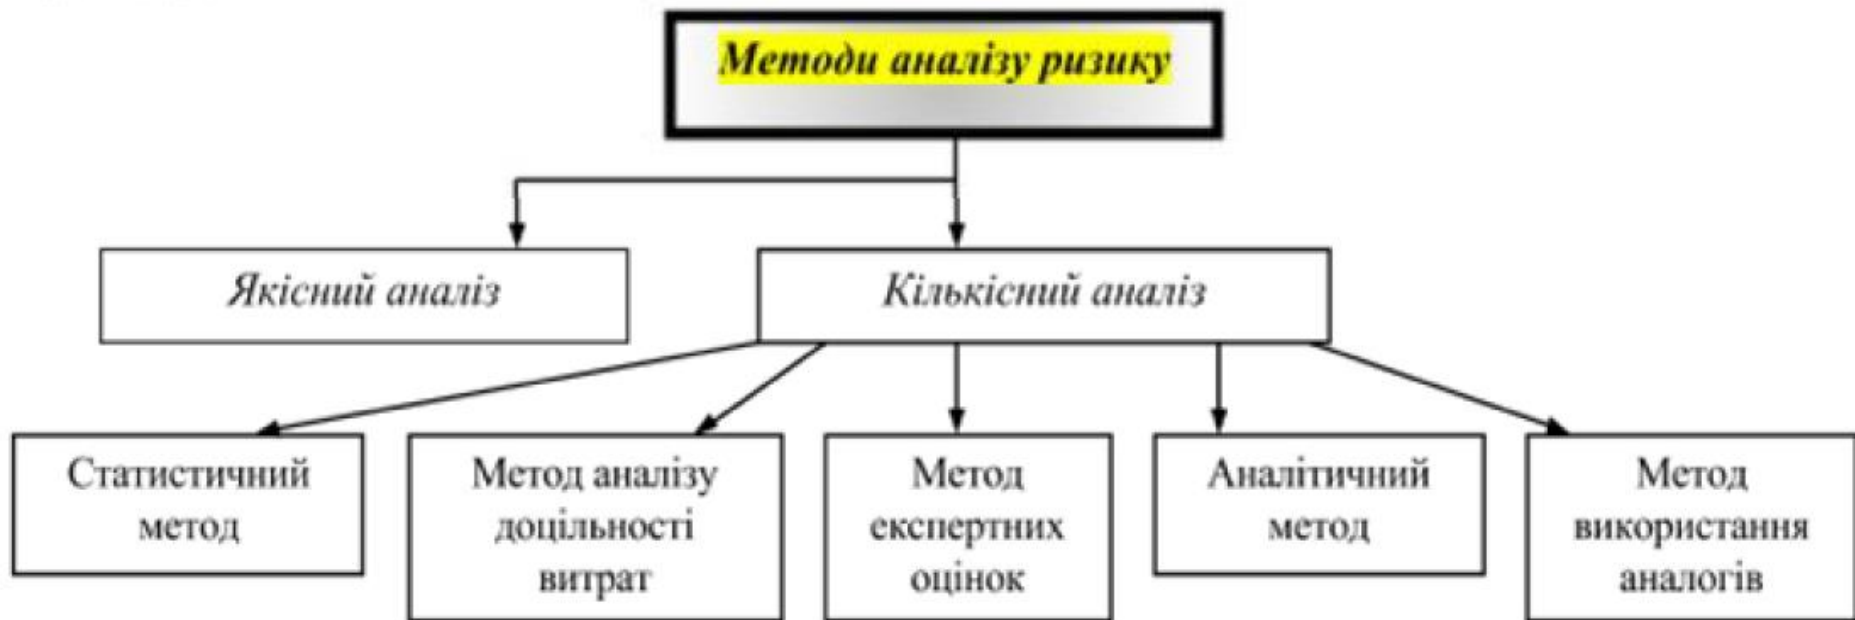 Методи аналізу ризику
Якісний аналіз
Кількісний аналіз
Статистичний
метод
Метод аналізу
доцільності
витрат
Метод
експертних
оцінок
Аналітичний
метод
Метод
використання
аналогів